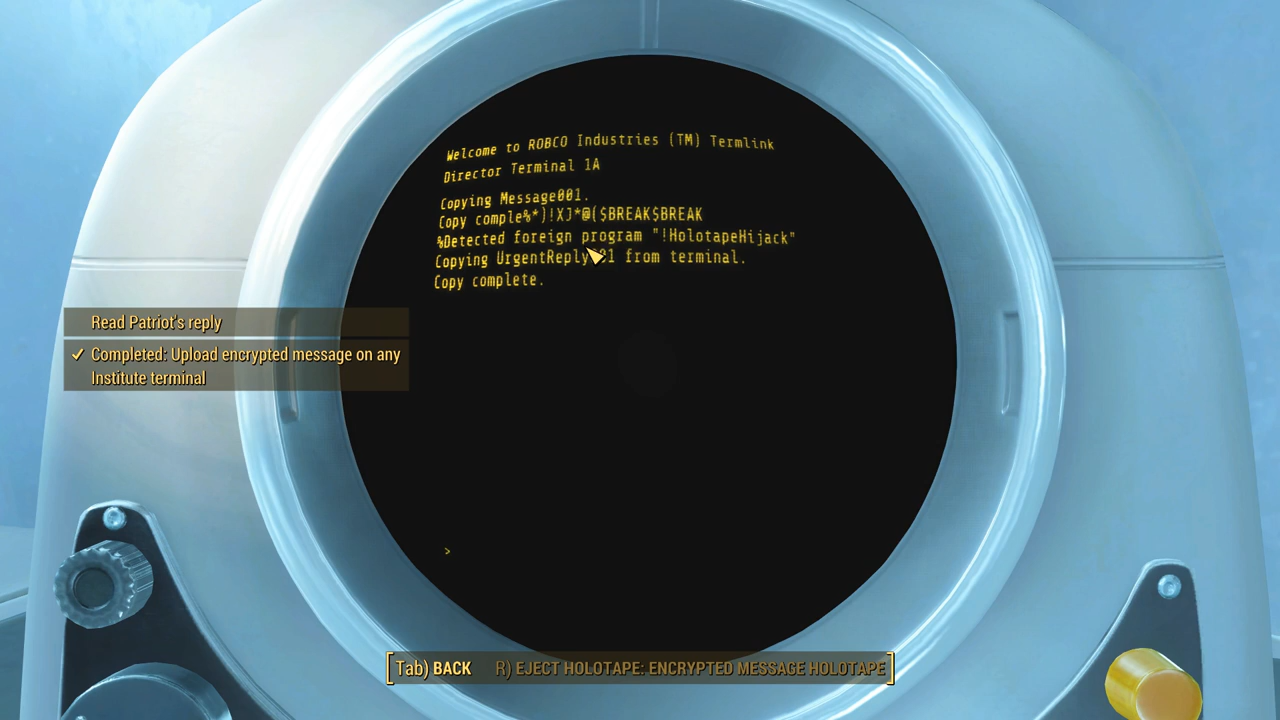 Welcome to ROBCO Industries (TM) Termlink
Director Terminal 1A
Copying Message001.
Copy comple%*)!XJ*@($BREAK$BREAK
%Detected foreign program "!HolotapeHijack"
Copying from terminal.
Copy complete.
Read Patriot's reply
✓ Completed: Upload encrypted message on any
Institute terminal
>
[Tab) BACK R) EJECT HOLOTAPE: ENCRYPTED MESSAGE HOLOTAPE]